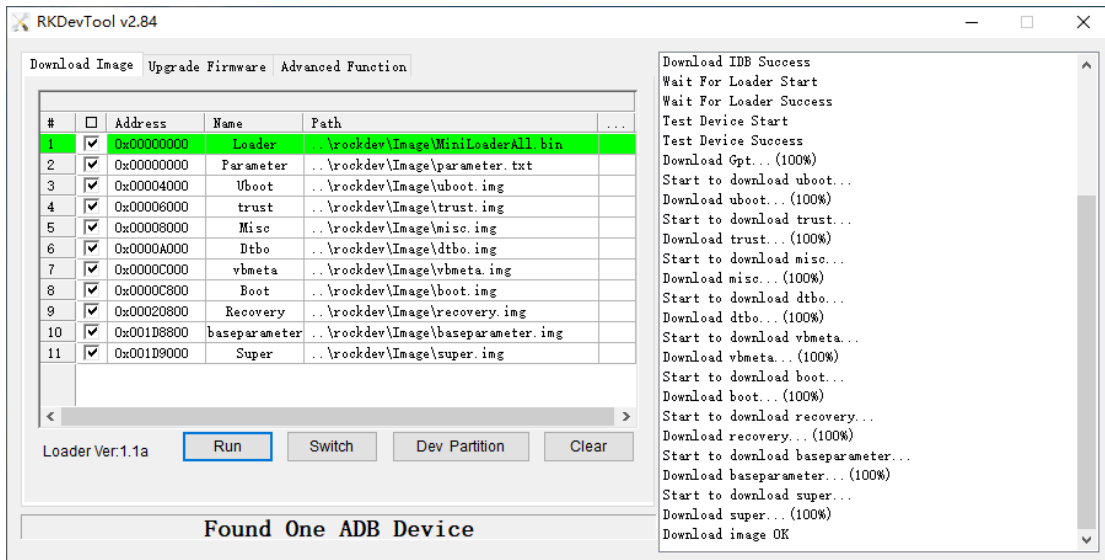 RKDevTool v2.84
Download Image Upgrade Firmware Advanced Function
# Address Name Path ...
1 0x00000000 Loader ..\rockdev\Image\MiniLoaderAll.bin
2 0x00000000 Parameter ..\rockdev\Image\parameter.txt
3 0x00004000 Uboot ..\rockdev\Image\uboot.img
4 0x00006000 trust ..\rockdev\Image\trust.img
5 0x00008000 Misc ..\rockdev\Image\misc.img
6 0x0000A000 Dtbo ..\rockdev\Image\dtbo.img
7 0x0000C000 vbmeta ..\rockdev\Image\vbmeta.img
8 0x0000C800 Boot ..\rockdev\Image\boot.img
9 0x00020800 Recovery ..\rockdev\Image\recovery.img
10 0x001D8800 baseparameter ..\rockdev\Image\baseparameter.img
11 0x001D9000 Super ..\rockdev\Image\super.img
Loader Ver:1.1a Run Switch Dev Partition Clear
Found One ADB Device
Download IDB Success
Wait For Loader Start
Wait For Loader Success
Test Device Start
Test Device Success
Download Gpt...(100%)
Start to download uboot...
Download uboot...(100%)
Start to download trust...
Download trust...(100%)
Start to download misc...
Download misc...(100%)
Start to download dtbo...
Download dtbo...(100%)
Start to download vbmeta...
Download vbmeta...(100%)
Start to download boot...
Download boot...(100%)
Start to download recovery...
Download recovery...(100%)
Start to download baseparameter...
Download baseparameter...(100%)
Start to download super...
Download super...(100%)
Download image OK